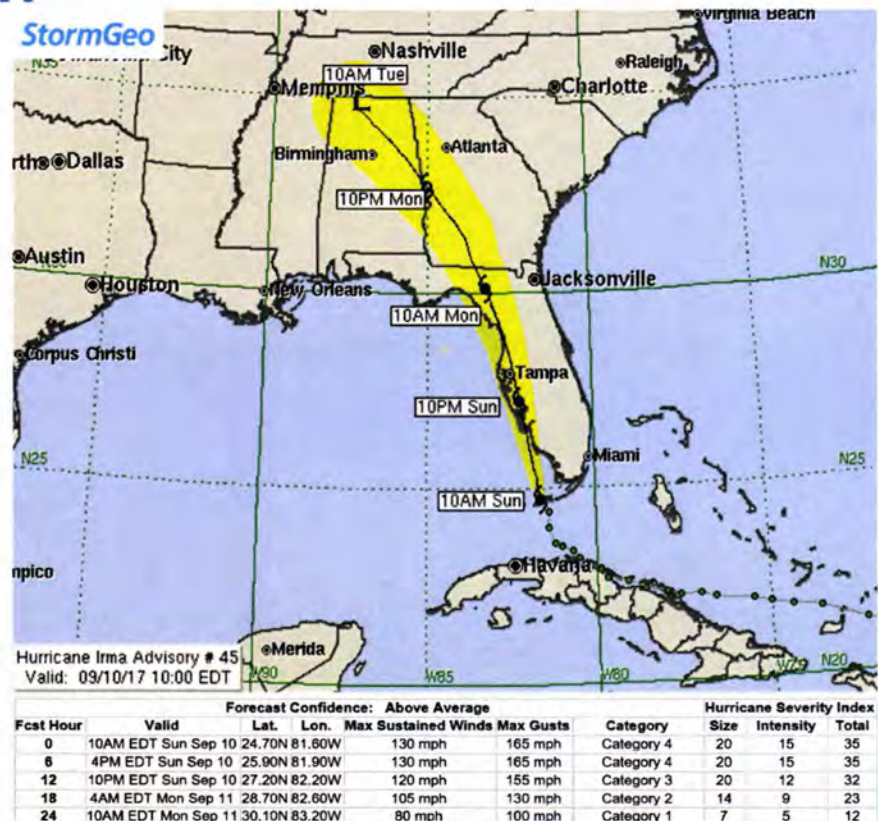 StormGeo
City
Nashville
Virginia Beach
N35
Raleigh
10AM Tue
Memphis
Charlotte
L
Birmingham
Atlanta
Dallas
10PM Mon
Austin
N30
Houston
New Orleans
Jacksonville
10AM Mon
Corpus Christi
Tampa
10PM Sun
N25
Miami
N25
10AM Sun
mpico
Havana
Merida
Hurricane Irma Advisory # 45
Valid: 09/10/17 10:00 EDT
W90
W85
W80
W75
N20
Forecast Confidence: Above Average Hurricane Severity Index
Fcst Hour Valid Lat. Lon. Max Sustained Winds Max Gusts Category Size Intensity Total
0 10AM EDT Sun Sep 10 24.70N 81.60W 130 mph 165 mph Category 4 20 15 35
6 4PM EDT Sun Sep 10 25.90N 81.90W 130 mph 165 mph Category 4 20 15 35
12 10PM EDT Sun Sep 10 27.20N 82.20W 120 mph 155 mph Category 3 20 12 32
18 4AM EDT Mon Sep 11 28.70N 82.60W 105 mph 130 mph Category 2 14 9 23
24 10AM EDT Mon Sep 11 30.10N 83.20W 80 mph 100 mph Category 1 7 5 12